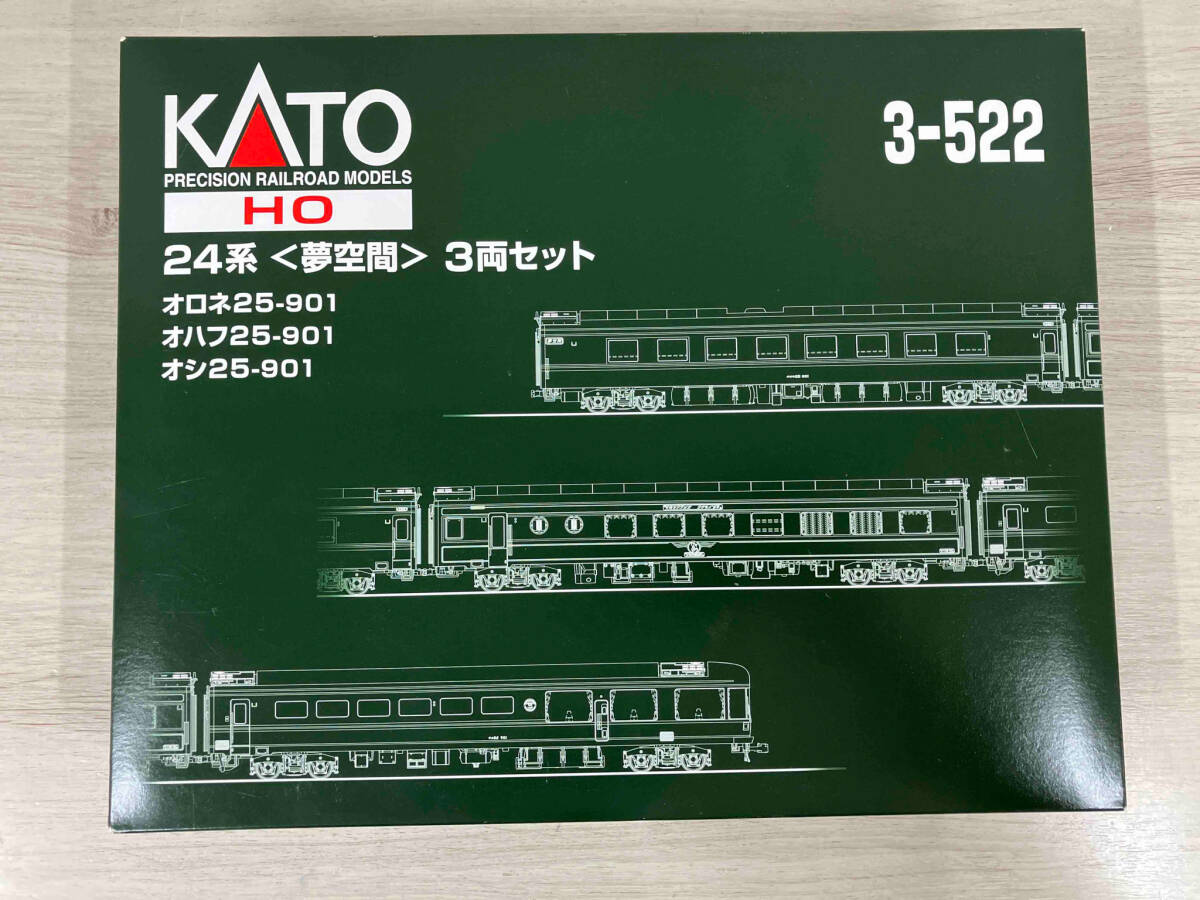 KATO
PRECISION RAILROAD MODELS
HO
3-522
24系 <夢空間> 3両セット
オロネ25-901
オハフ25-901
オシ25-901